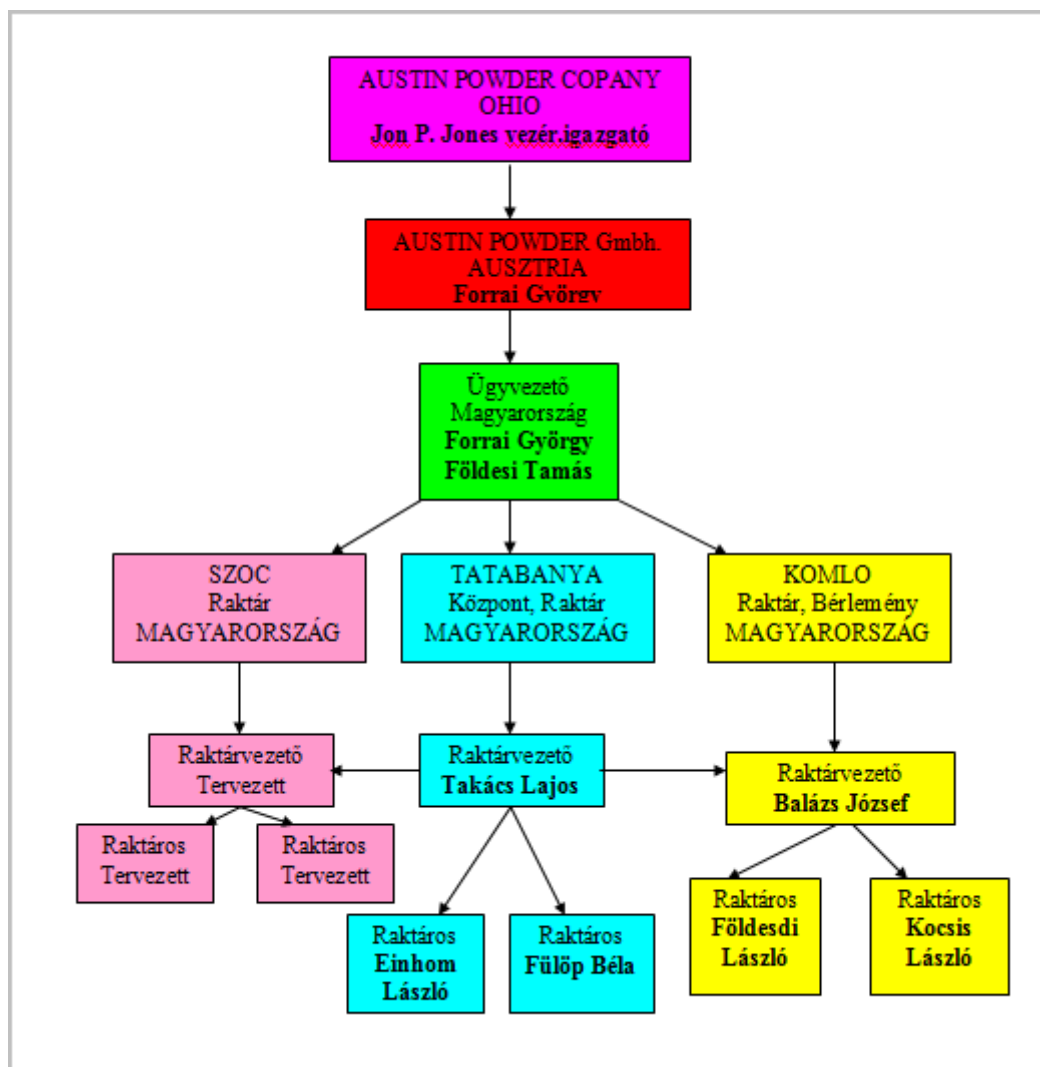 AUSTIN POWDER COPANY
OHIO
Jon P. Jones vezér.igazgató
AUSTIN POWDER Gmbh.
AUSZTRIA
Forrai György
Ügyvezető
Magyarország
Forrai György
Földesi Tamás
SZOC
Raktár
MAGYARORSZÁG
TATABANYA
Központ, Raktár
MAGYARORSZÁG
KOMLO
Raktár, Bérlemény
MAGYARORSZÁG
Raktárvezető
Tervezett
Raktárvezető
Takács Lajos
Raktárvezető
Balázs József
Raktáros
Tervezett
Raktáros
Tervezett
Raktáros
Einhom
László
Raktáros
Fülöp Béla
Raktáros
Földesdi
László
Raktáros
Kocsis
László